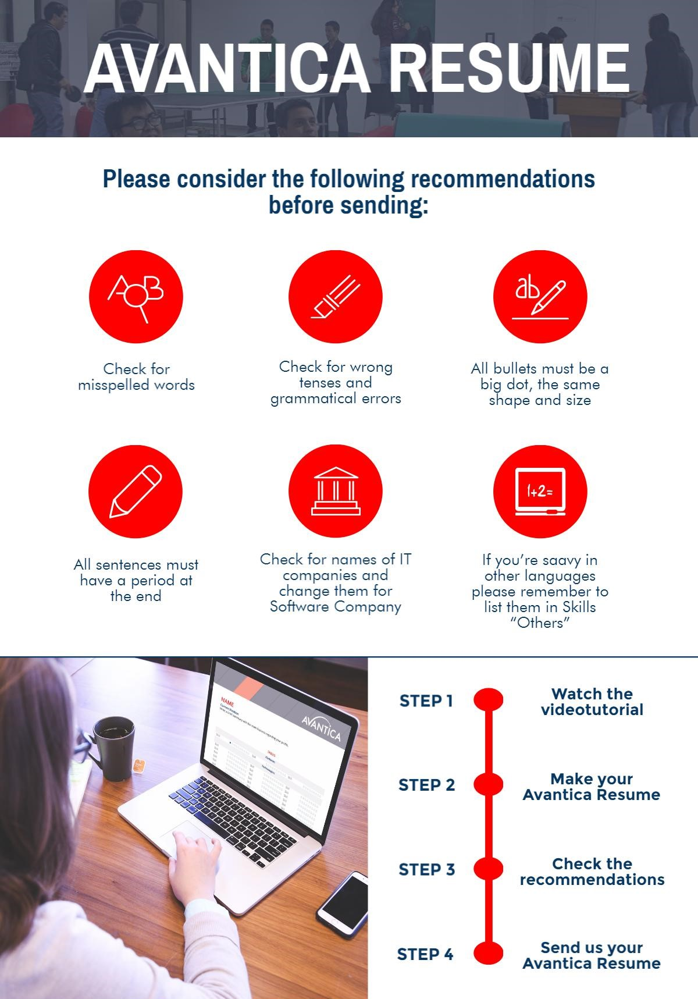 AVANTICA RESUME
Please consider the following recommendations
before sending:
Check for
misspelled words
Check for wrong
tenses and
grammatical errors
All bullets must be a
big dot, the same
shape and size
All sentences must
have a period at
the end
Check for names of IT
companies and
change them for
Software Company
1+2=
If you’re saavy in
other languages
please remember to
list them in Skills
“Others”
NAME
Current Position
AVANTICA
SKILLS
Platforms
Technologies
STEP 1
Watch the
videotutorial
STEP 2
Make your
Avantica Resume
STEP 3
Check the
recommendations
STEP 4
Send us your
Avantica Resume